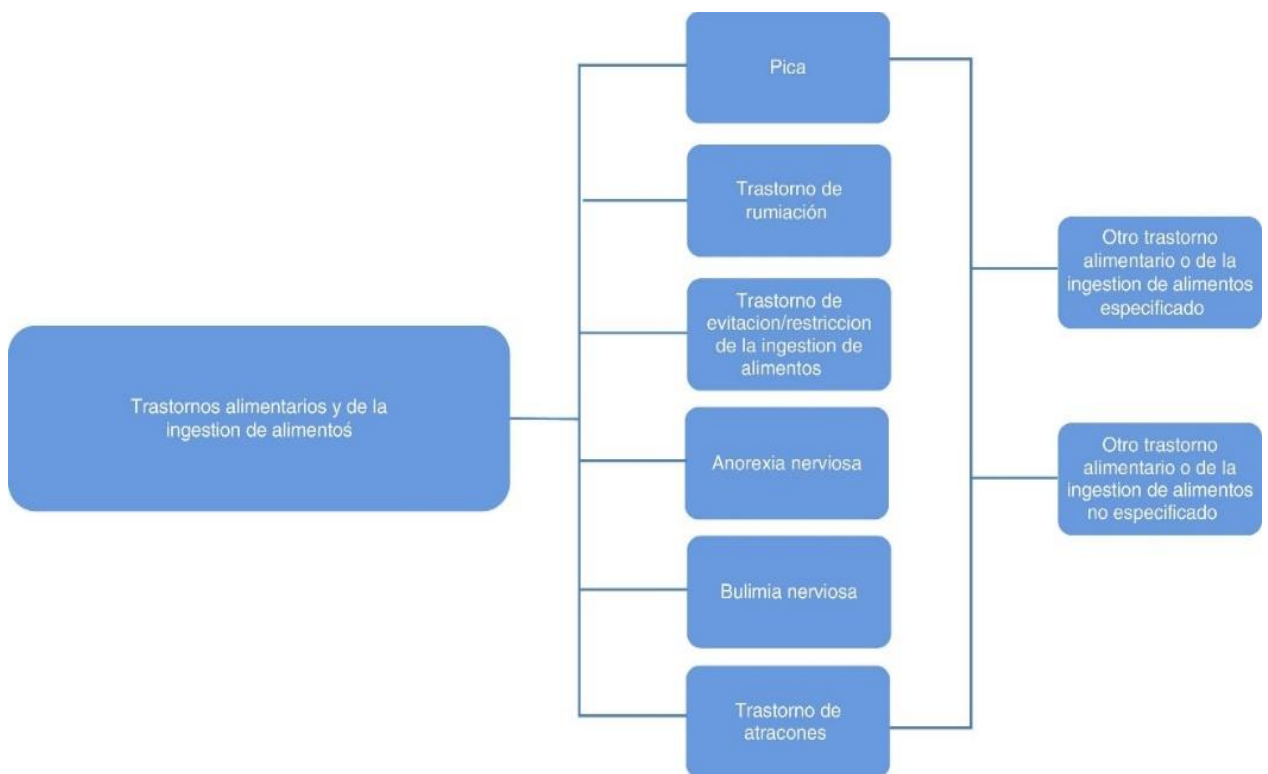 Trastornos alimentarios y de la
ingestion de alimentoś
Pica
Trastorno de
rumiación
Trastorno de
evitacion/restriccion
de la ingestion de
alimentos
Anorexia nerviosa
Bulimia nerviosa
Trastorno de
atracones
Otro trastorno
alimentario o de la
ingestion de alimentos
especificado
Otro trastorno
alimentario o de la
ingestion de alimentos
no especificado